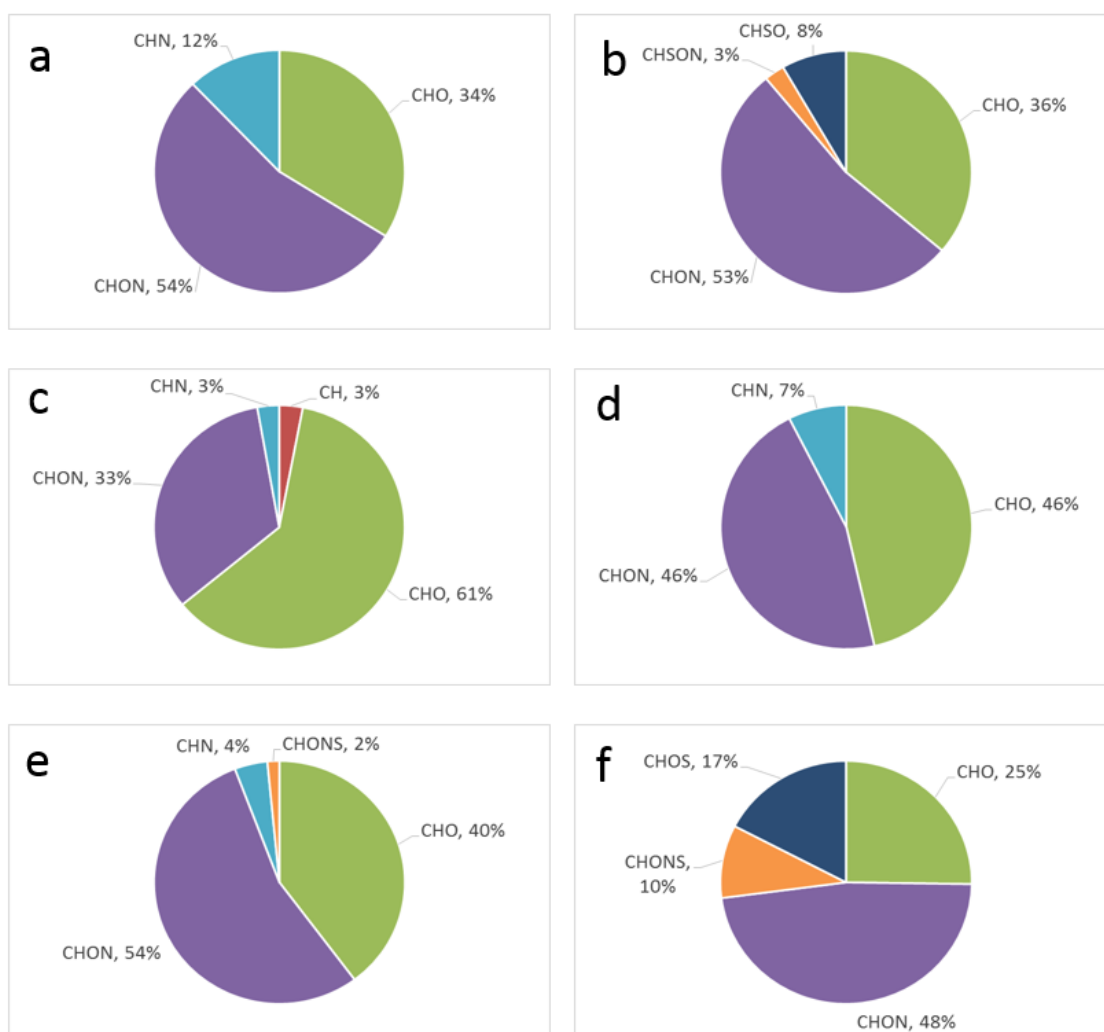 a
CHN, 12%
CHO, 34%
CHON, 54%
b
CHSO, 8%
CHSON, 3%
CHO, 36%
CHON, 53%
c
CHN, 3%
CH, 3%
CHON, 33%
CHO, 61%
d
CHN, 7%
CHO, 46%
CHON, 46%
e
CHN, 4%
CHONS, 2%
CHO, 40%
CHON, 54%
f
CHOS, 17%
CHO, 25%
CHONS,
10%
CHON, 48%